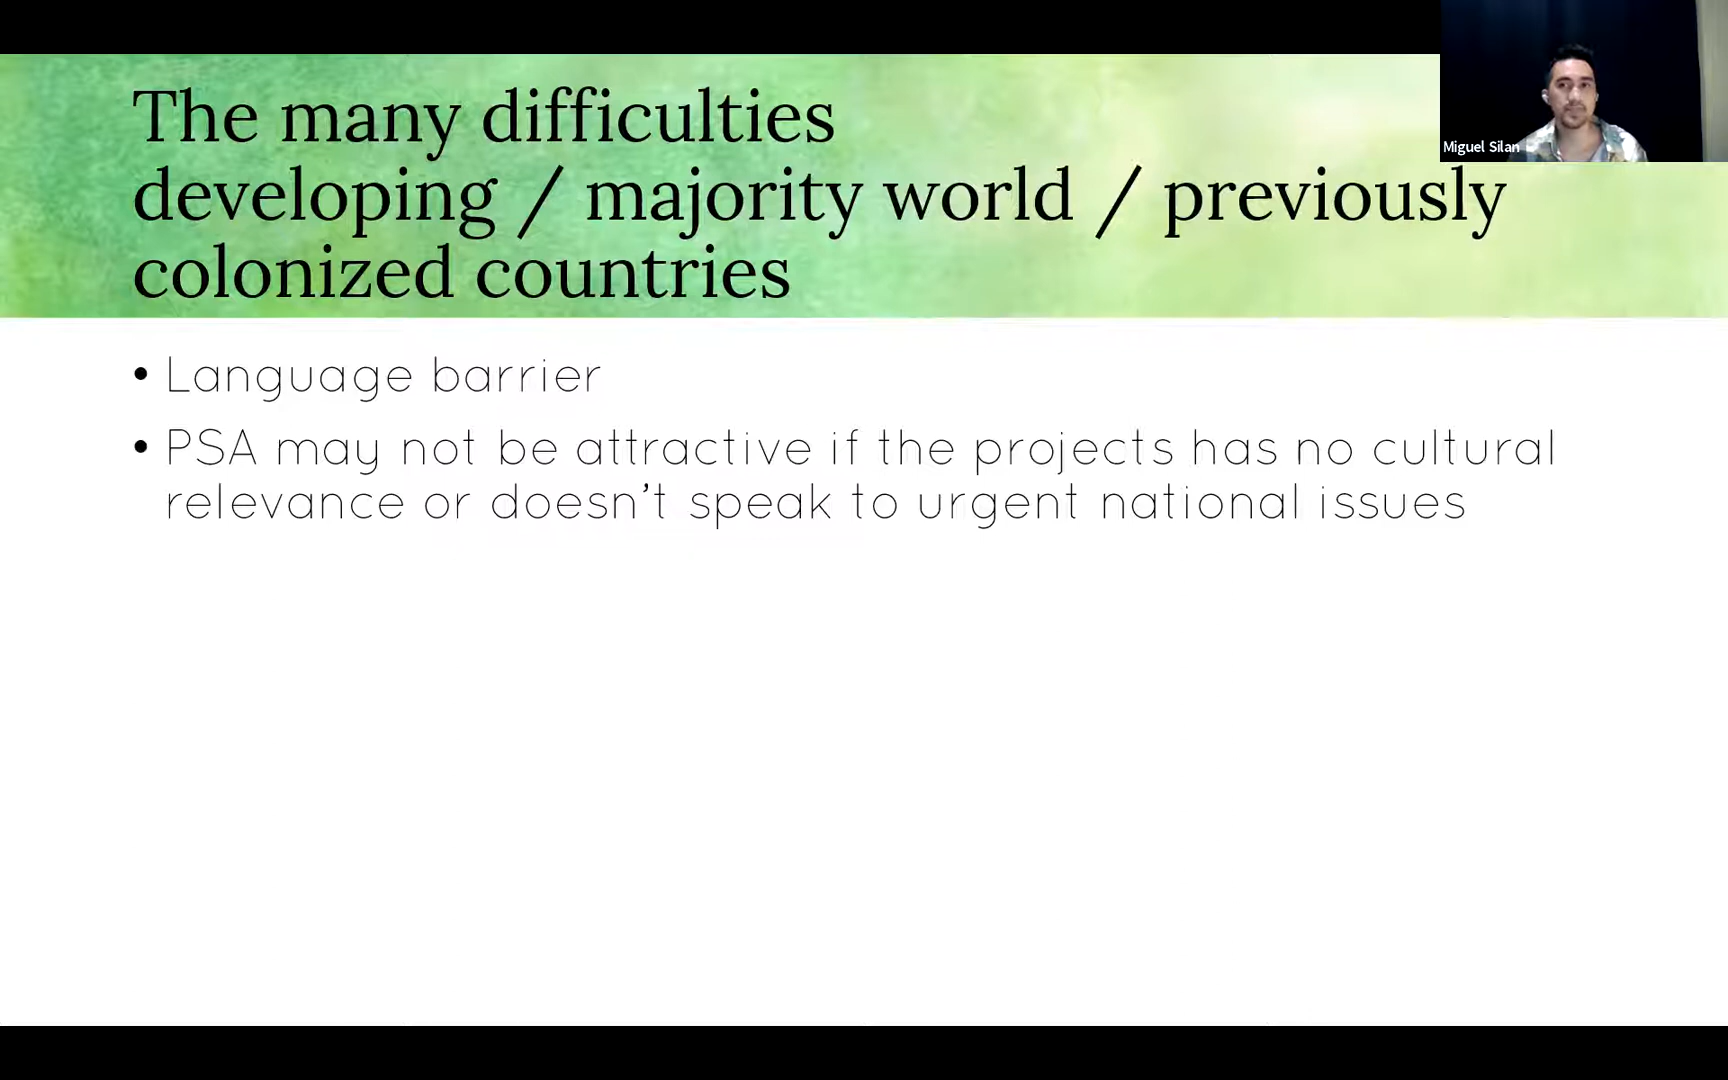 The many difficulties
developing / majority world / previously
colonized countries
Miguel Silan
• Language barrier
• PSA may not be attractive if the projects has no cultural
relevance or doesn’t speak to urgent national issues